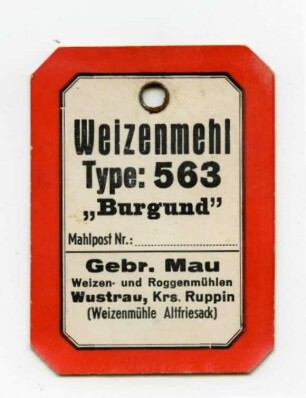 Weizenmehl
Type: 563
„Burgund”
Mahlpost Nr.:
Gebr. Mau
Weizen- und Roggenmühlen
Wustrau, Krs. Ruppin
(Weizenmühle Altfriesack)